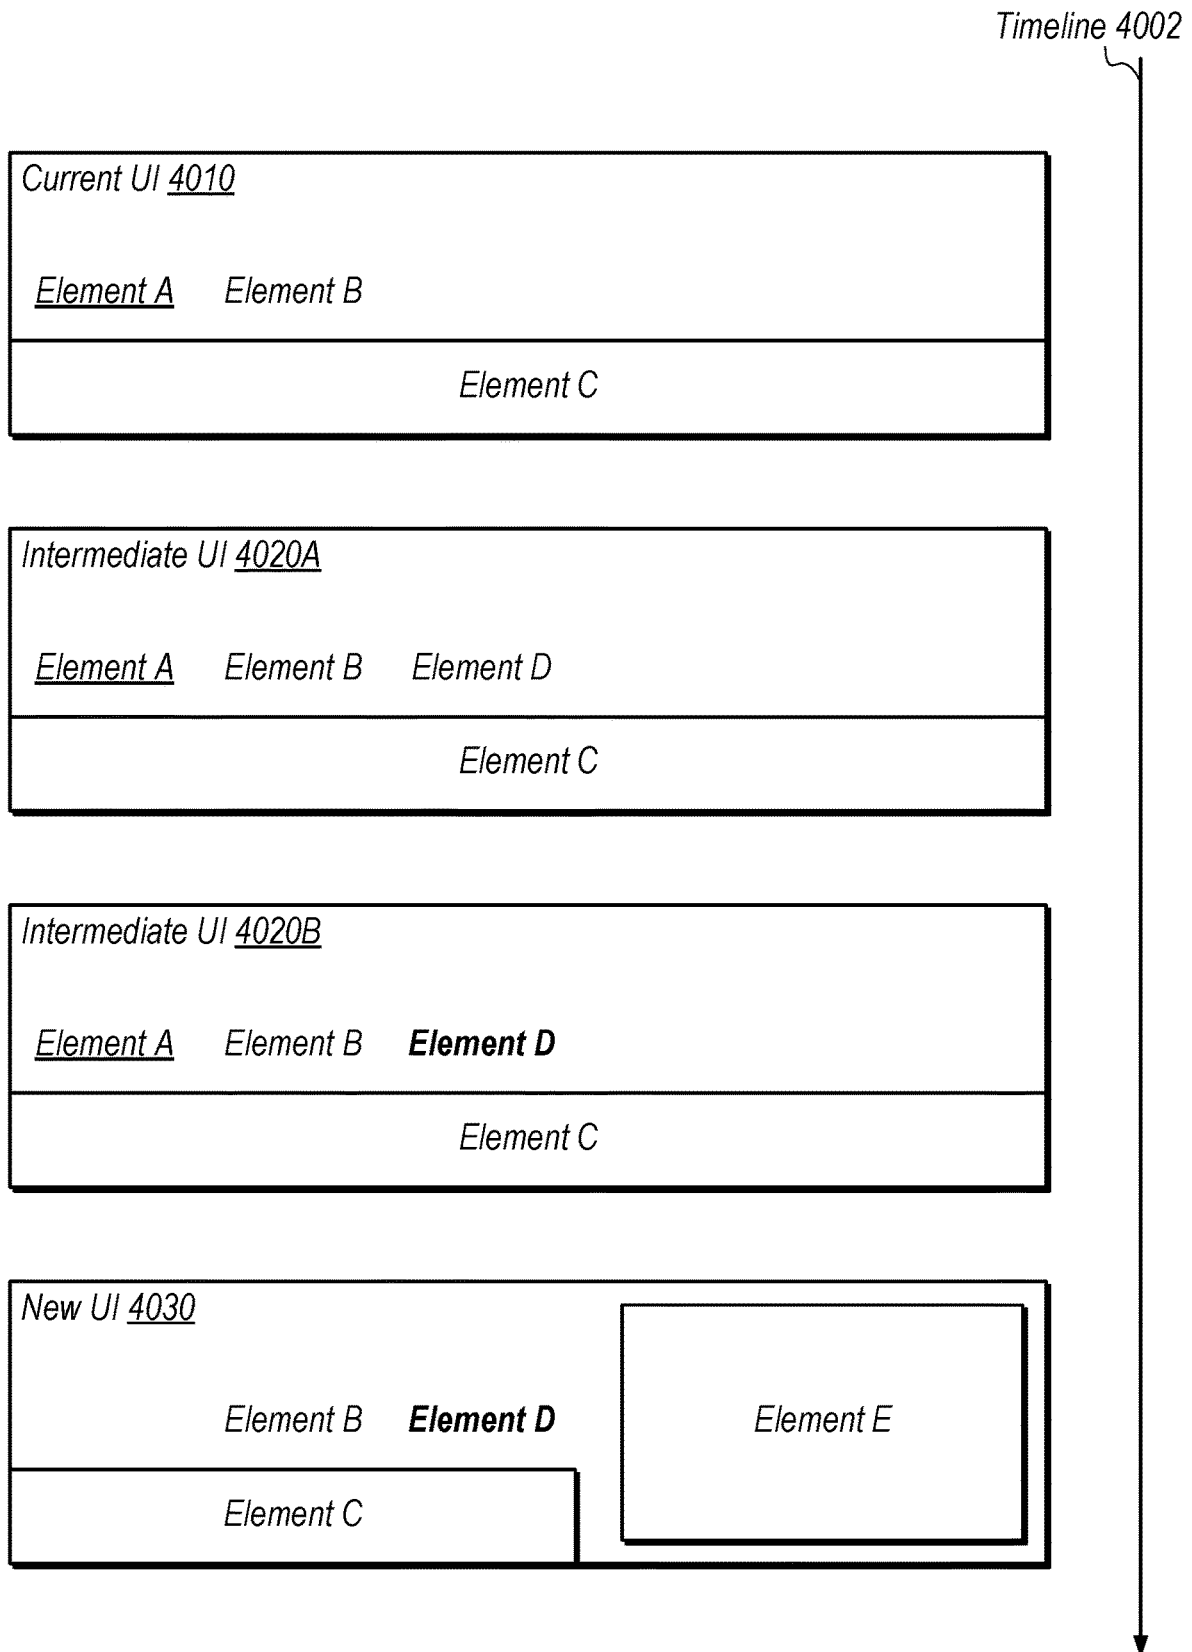 Timeline 4002
Current UI 4010
Element A Element B
Element C
Intermediate UI 4020A
Element A Element B Element D
Element C
Intermediate UI 4020B
Element A Element B Element D
Element C
New UI 4030
Element B Element D Element E
Element C